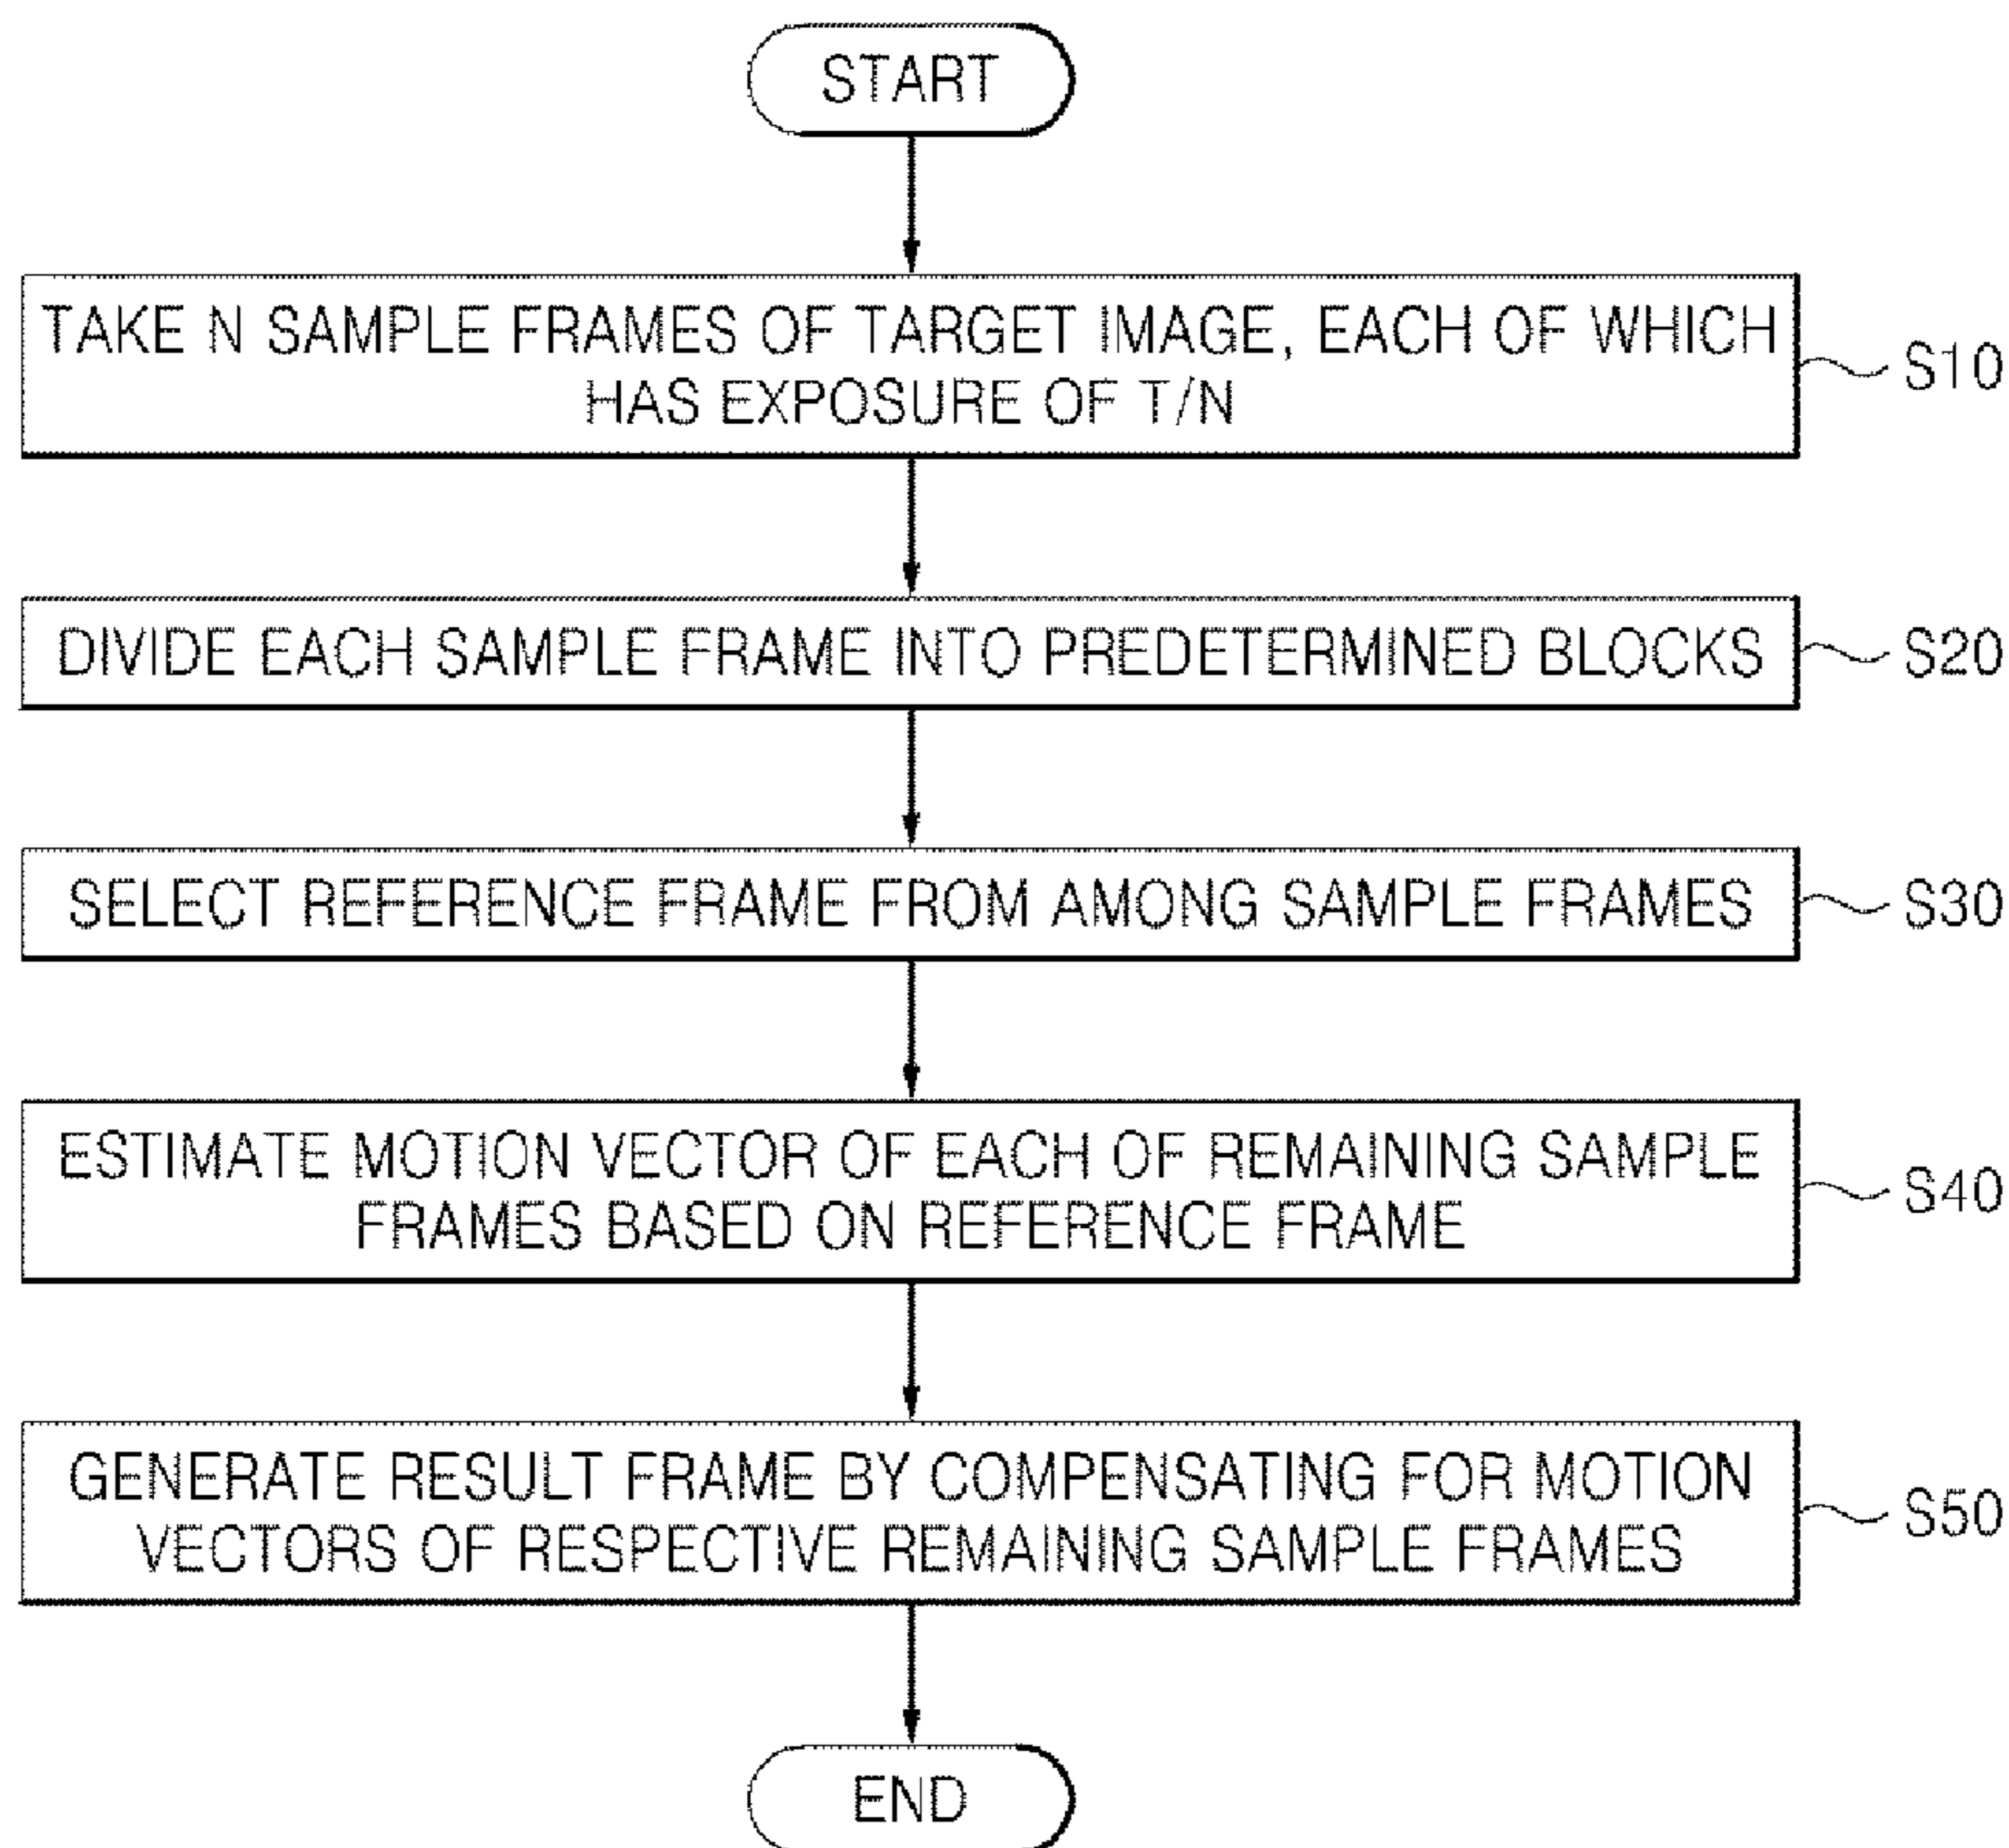 START
TAKE N SAMPLE FRAMES OF TARGET IMAGE, EACH OF WHICH
HAS EXPOSURE OF T/N
S10
DIVIDE EACH SAMPLE FRAME INTO PREDETERMINED BLOCKS
S20
SELECT REFERENCE FRAME FROM AMONG SAMPLE FRAMES
S30
ESTIMATE MOTION VECTOR OF EACH OF REMAINING SAMPLE
FRAMES BASED ON REFERENCE FRAME
S40
GENERATE RESULT FRAME BY COMPENSATING FOR MOTION
VECTORS OF RESPECTIVE REMAINING SAMPLE FRAMES
S50
END